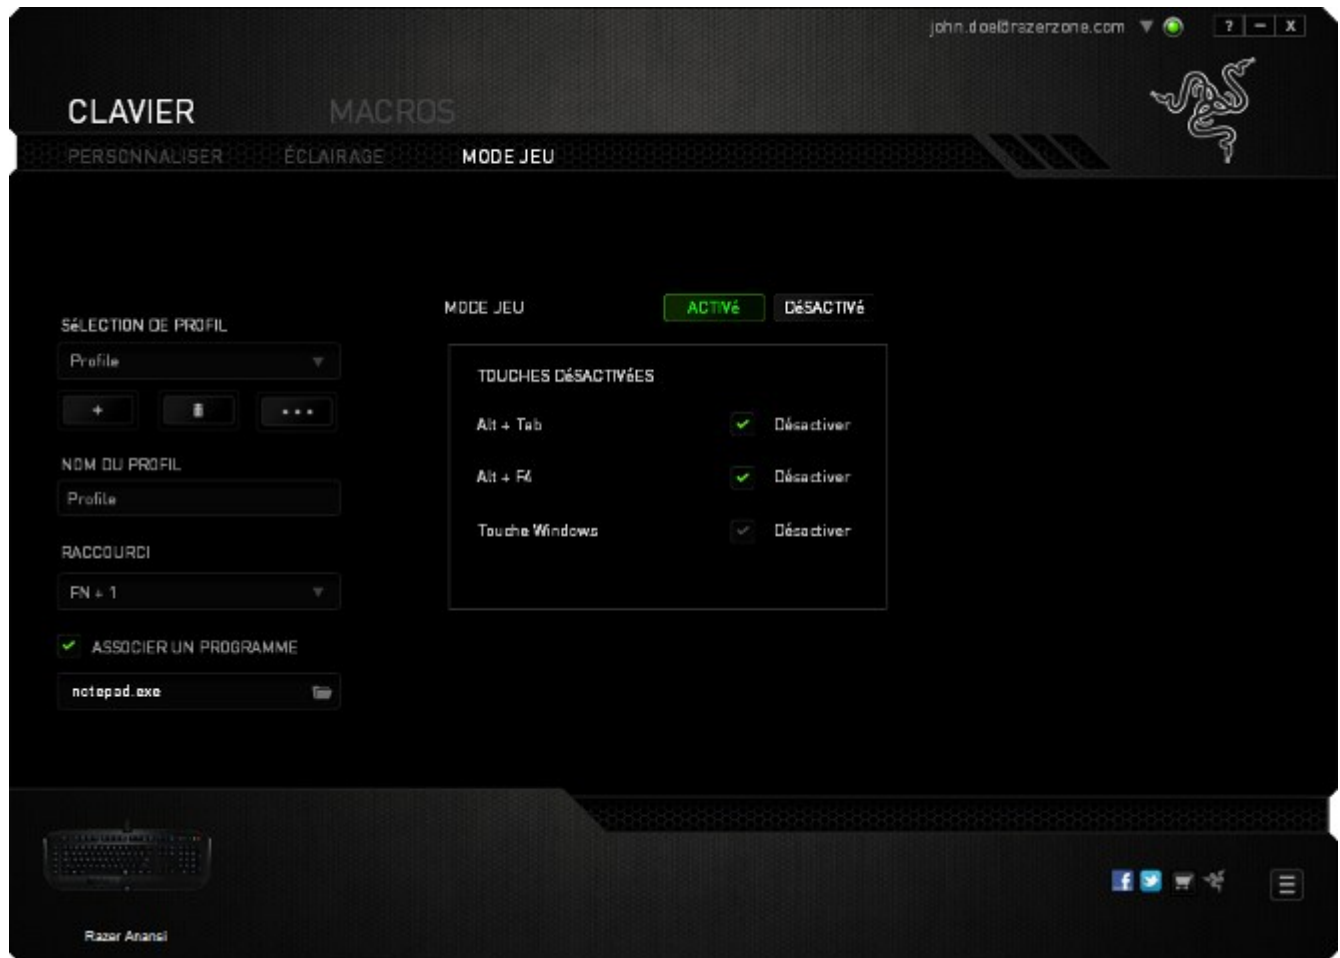 john.doe@razerzone.com
? – X
CLAVIER MACROS
PERSONNALISER ÉCLAIRAGE MODE JEU
MODE JEU ACTIVé DéSACTIVé
SéLECTION DE PROFIL
Profile
+ •••
NOM DU PROFIL
Profile
RACCOURCI
FN + 1
ASSOCIER UN PROGRAMME
notepad.exe
TOUCHES DéSACTIVéES
Alt + Tab Désactiver
Alt + F4 Désactiver
Touche Windows Désactiver
Razer Anansi